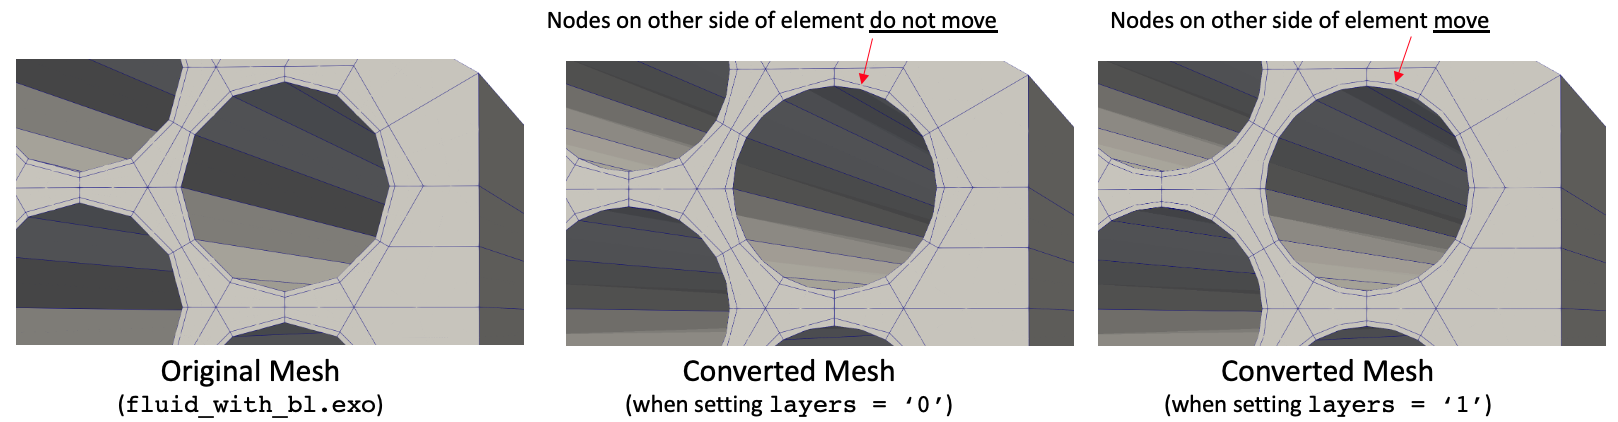 Nodes on other side of element do not move
Nodes on other side of element move
Original Mesh
(fluid_with_bl.exo)
Converted Mesh
(when setting layers = ‘0’)
Converted Mesh
(when setting layers = ‘1’)